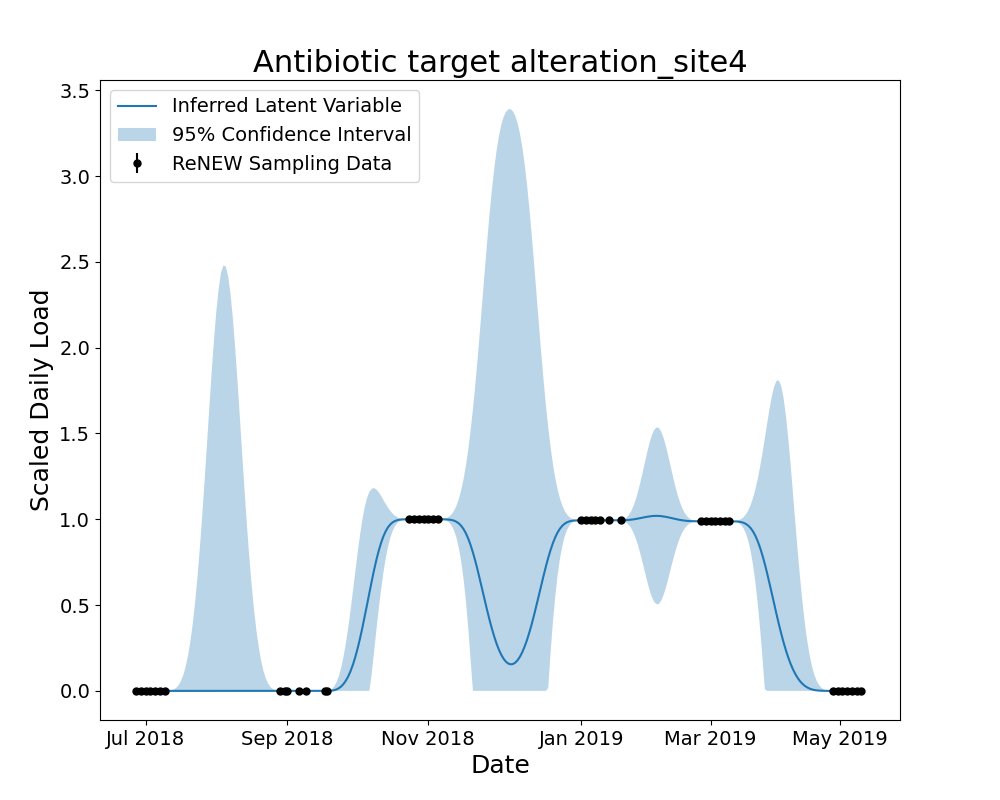 Antibiotic target alteration_site4
Inferred Latent Variable
95% Confidence Interval
ReNEW Sampling Data
Scaled Daily Load
3.5
3.0
2.5
2.0
1.5
1.0
0.5
0.0
Jul 2018
Sep 2018
Nov 2018
Jan 2019
Mar 2019
May 2019
Date